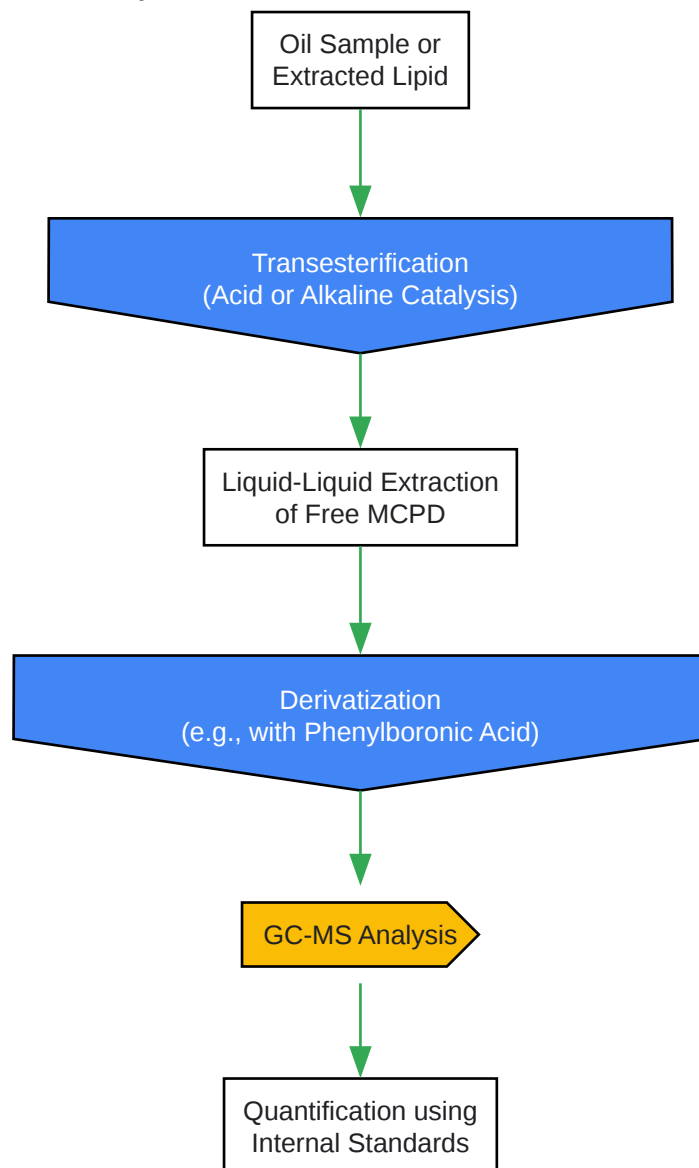 Oil Sample or
Extracted Lipid
Transesterification
(Acid or Alkaline Catalysis)
Liquid-Liquid Extraction
of Free MCPD
Derivatization
(e.g., with Phenylboronic Acid)
GC-MS Analysis
Quantification using
Internal Standards